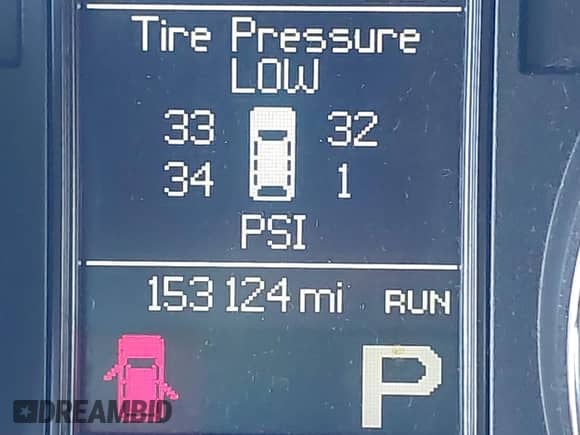 Tire Pressure
LOW
33 32
34 1
PSI
153124 mi RUN
P
DREAMBID